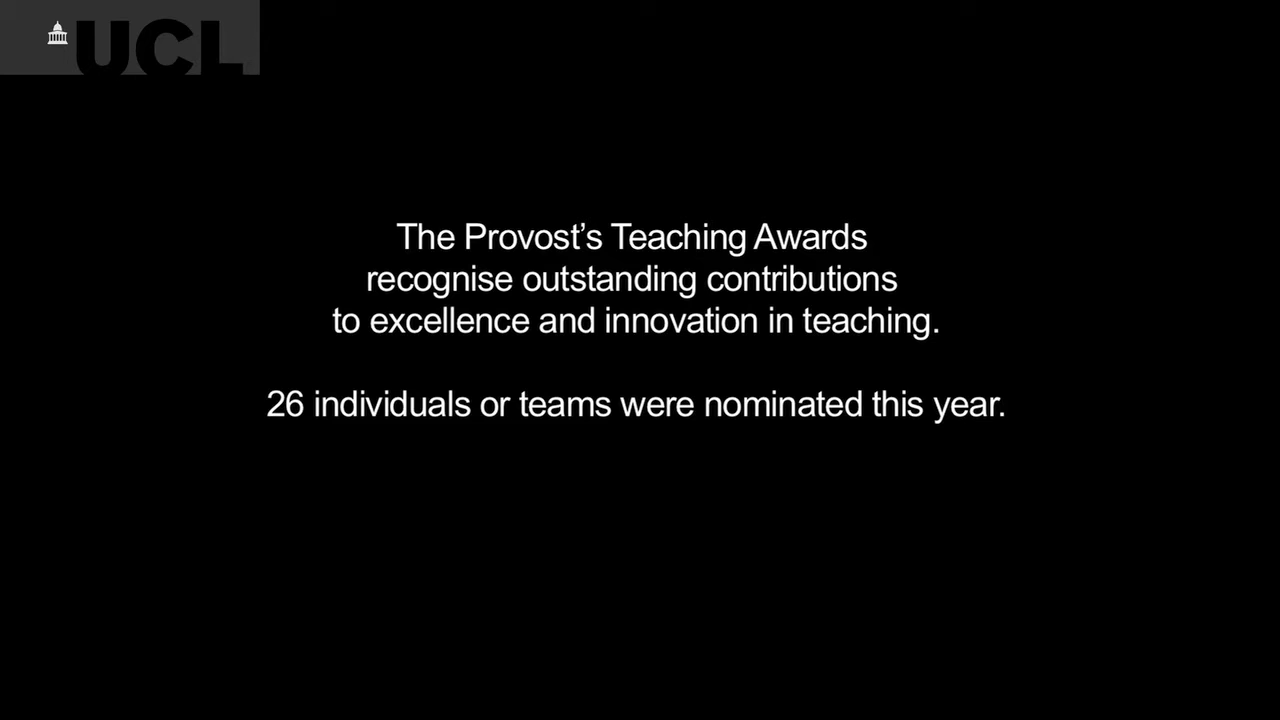 UCL
The Provost’s Teaching Awards
recognise outstanding contributions
to excellence and innovation in teaching.
26 individuals or teams were nominated this year.